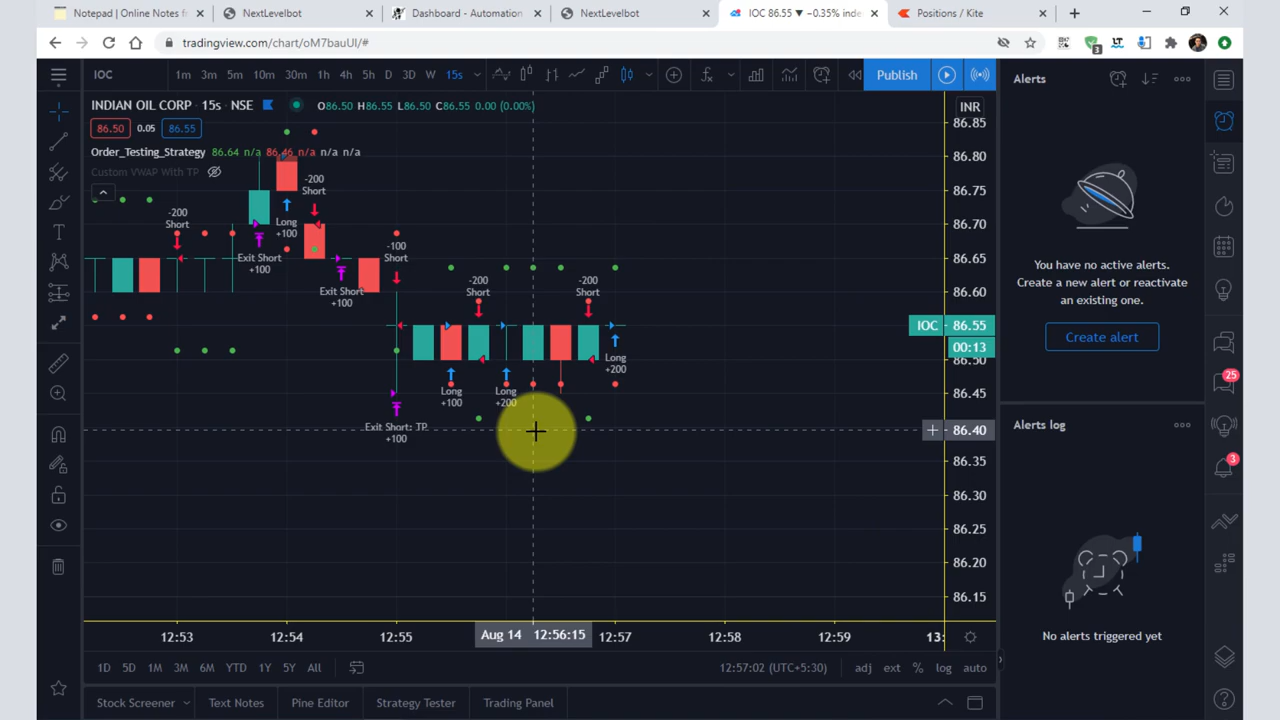 Notepad | Online Notes fr
NextLevelbot
Dashboard - Automation
NextLevelbot
IOC 86.55 ▼ −0.35% inde
Positions / Kite
tradingview.com/chart/oM7bauUI/#
3
IOC
1m 3m 5m 10m 30m 1h 4h 5h D 3D W 15s
Publish
Alerts
INDIAN OIL CORP · 15s · NSE
O86.50 H86.55 L86.50 C86.55 0.00 (0.00%)
INR
86.50 0.05 86.55
86.85
Order_Testing_Strategy 86.64 n/a 86.46 n/a n/a n/a
86.80
Custom VWAP With TP
-200
Short
86.75
-200
Short
Long
+100
86.70
-100
Short
Exit Short
+100
86.65
You have no active alerts.
Create a new alert or reactivate
an existing one.
-200
Short
-200
Short
Exit Short
+100
86.60
IOC 86.55
00:13
Create alert
86.50
Long
+200
25
Long
+100
Long
+200
86.45
Exit Short: TP
+100
86.40
Alerts log
86.35
3
86.30
86.25
86.20
86.15
No alerts triggered yet
12:53 12:54 12:55 Aug 14 12:56:15 12:57 12:58 12:59 13:
1D 5D 1M 3M 6M YTD 1Y 5Y All
12:57:02 (UTC+5:30) adj ext % log auto
Stock Screener Text Notes Pine Editor Strategy Tester Trading Panel